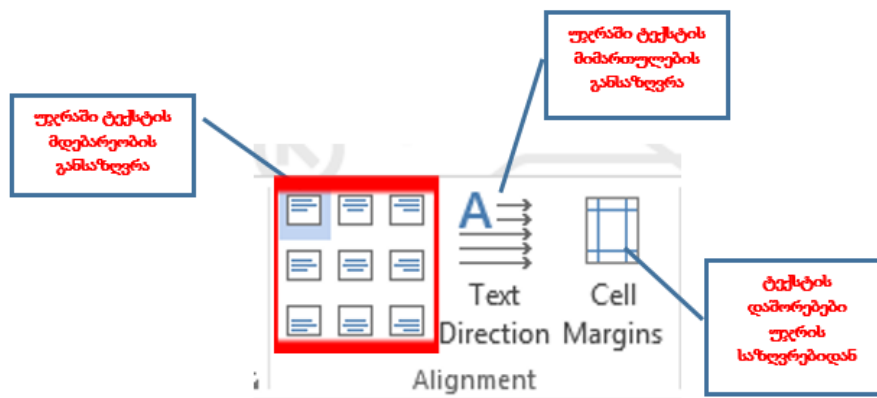 უჯრაში ტექსტის
მიმართულების
განსაზღვრა
უჯრაში ტექსტის
მდებარეობის
განსაზღვრა
A
Text
Direction
Cell
Margins
Alignment
ტექსტის
დაშორებები
უჯრის
საზღვრებიდან